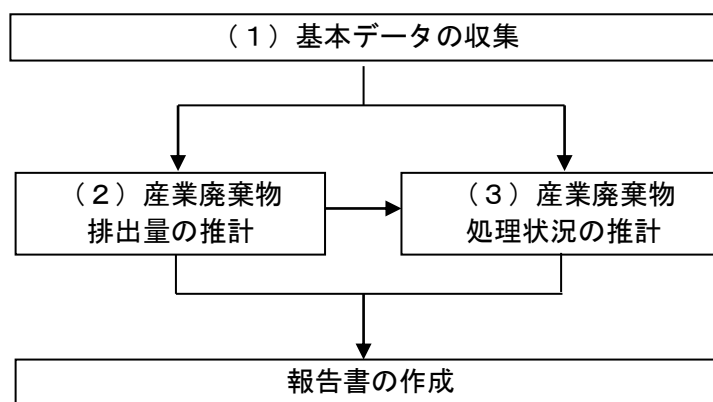 （１）基本データの収集
（２）産業廃棄物
排出量の推計
（３）産業廃棄物
処理状況の推計
報告書の作成